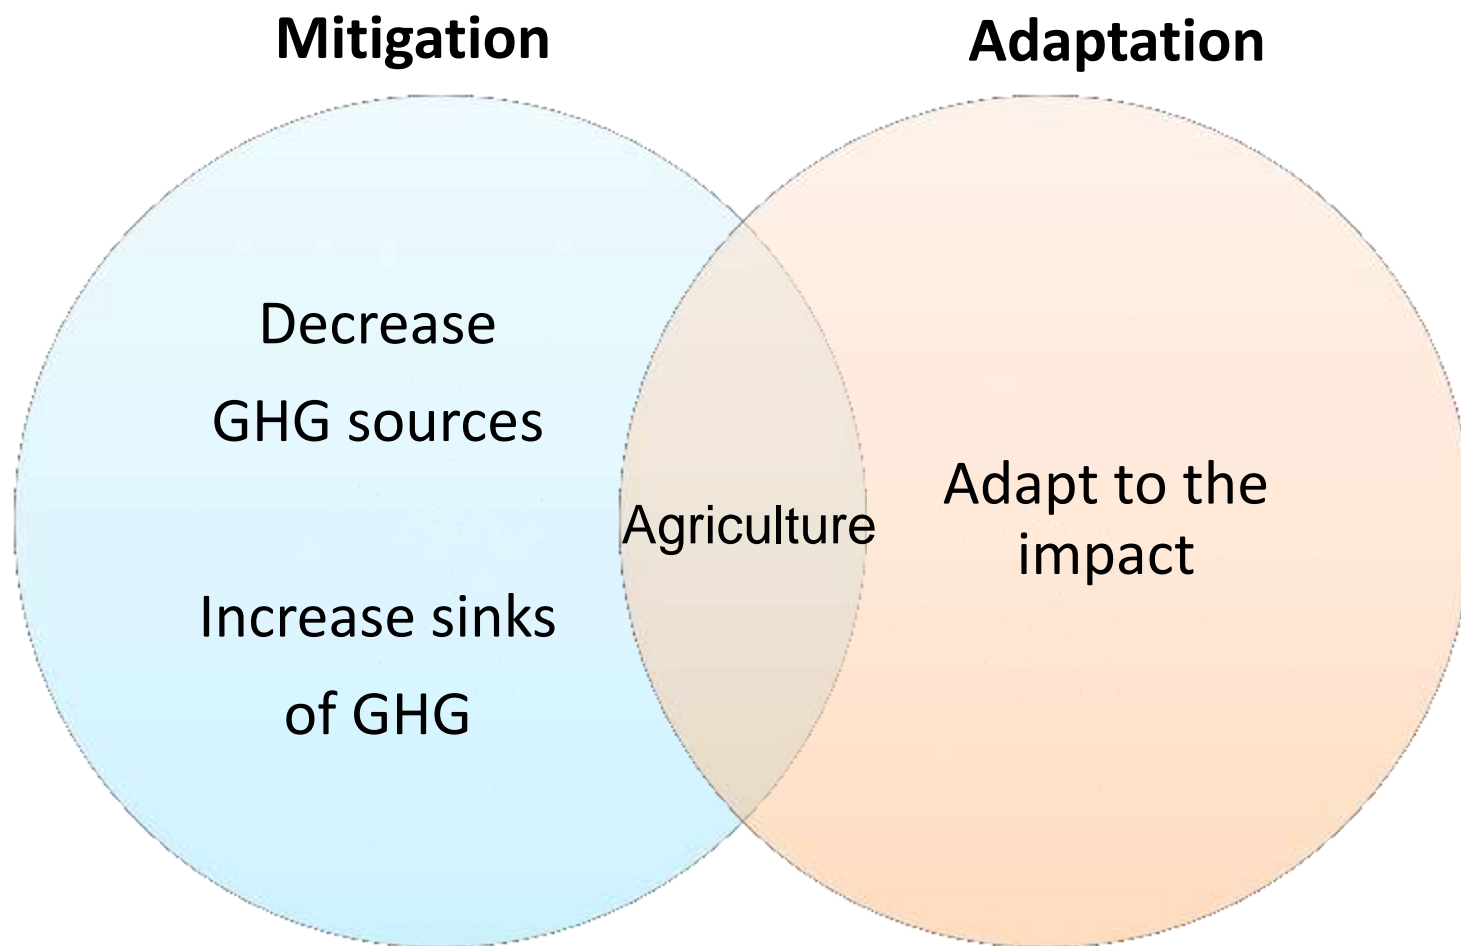 Mitigation
Adaptation
Decrease
GHG sources
Increase sinks
of GHG
Agriculture
Adapt to the
impact